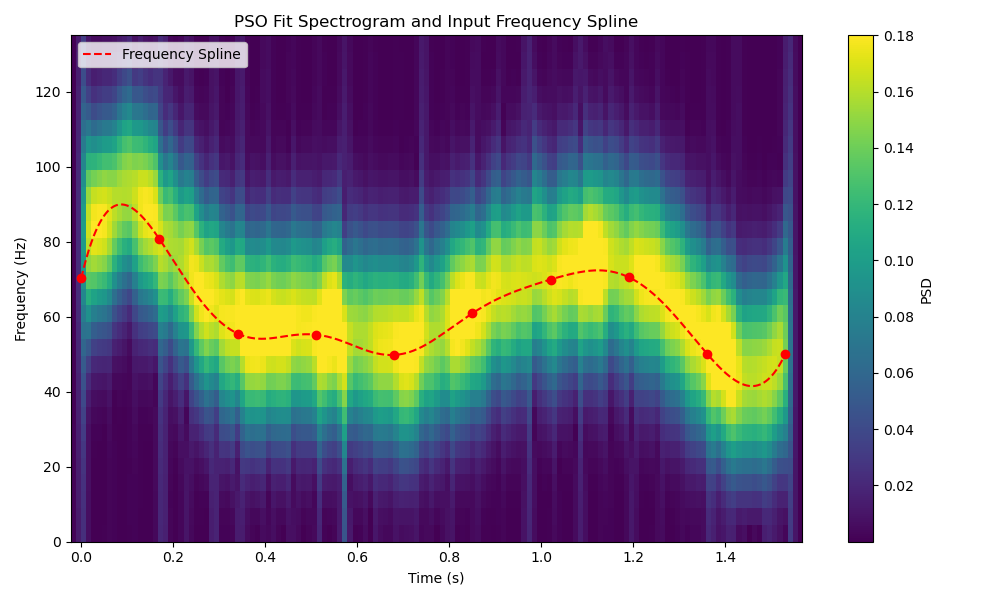 PSO Fit Spectrogram and Input Frequency Spline
Frequency Spline
Frequency (Hz)
120
100
80
60
40
20
0
0.0 0.2 0.4 0.6 0.8 1.0 1.2 1.4
Time (s)
0.18
0.16
0.14
0.12
0.10
0.08
0.06
0.04
0.02
PSD